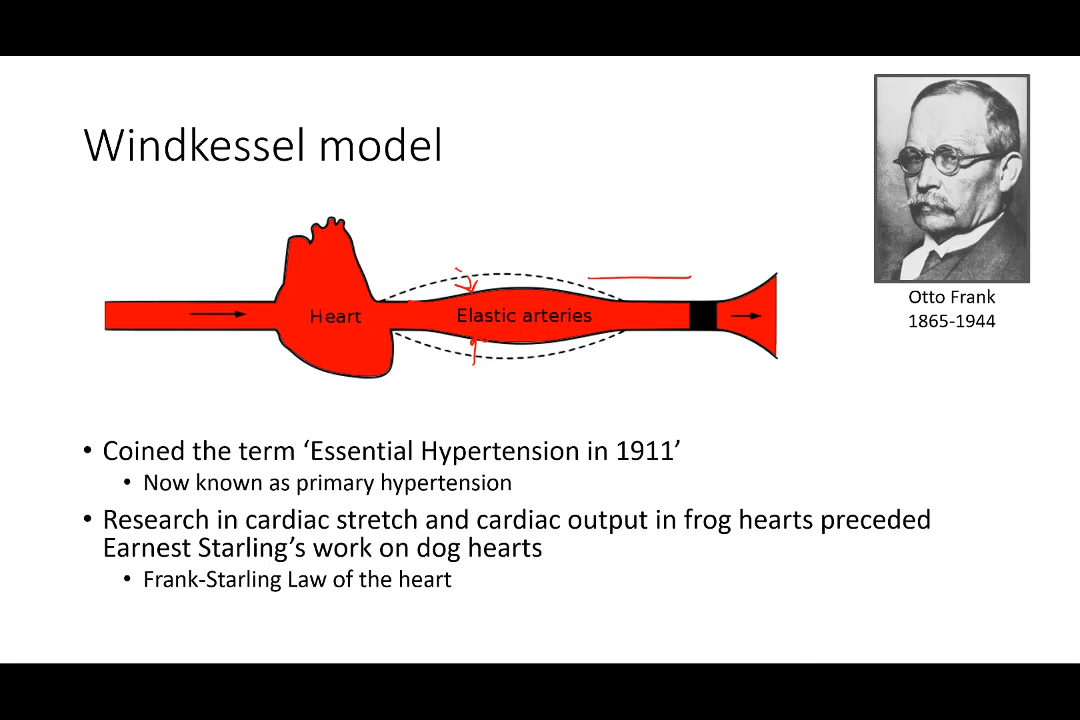 Windkessel model
Heart
Elastic arteries
Otto Frank
1865-1944
• Coined the term ‘Essential Hypertension in 1911’
• Now known as primary hypertension
• Research in cardiac stretch and cardiac output in frog hearts preceded
Earnest Starling’s work on dog hearts
• Frank-Starling Law of the heart